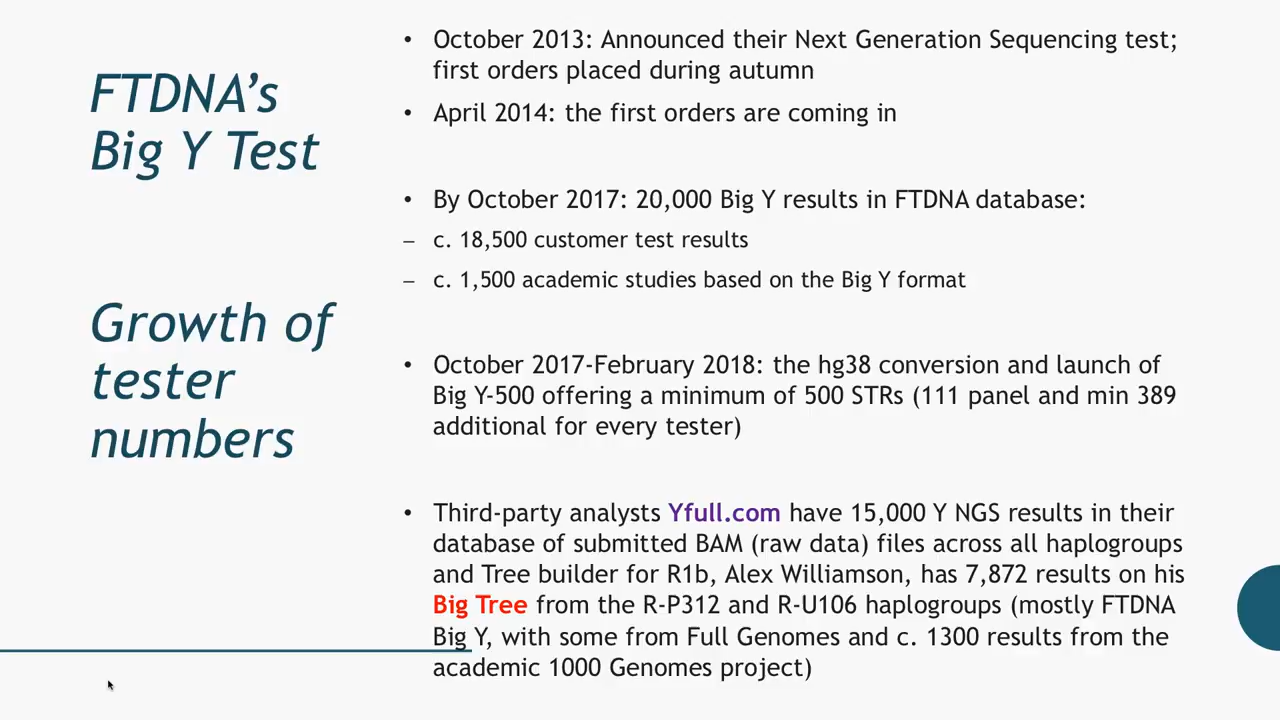 FTDNA’s
Big Y Test
Growth of
tester
numbers
• October 2013: Announced their Next Generation Sequencing test;
first orders placed during autumn
• April 2014: the first orders are coming in
• By October 2017: 20,000 Big Y results in FTDNA database:
– c. 18,500 customer test results
– c. 1,500 academic studies based on the Big Y format
• October 2017-February 2018: the hg38 conversion and launch of
Big Y-500 offering a minimum of 500 STRs (111 panel and min 389
additional for every tester)
• Third-party analysts Yfull.com have 15,000 Y NGS results in their
database of submitted BAM (raw data) files across all haplogroups
and Tree builder for R1b, Alex Williamson, has 7,872 results on his
Big Tree from the R-P312 and R-U106 haplogroups (mostly FTDNA
Big Y, with some from Full Genomes and c. 1300 results from the
academic 1000 Genomes project)